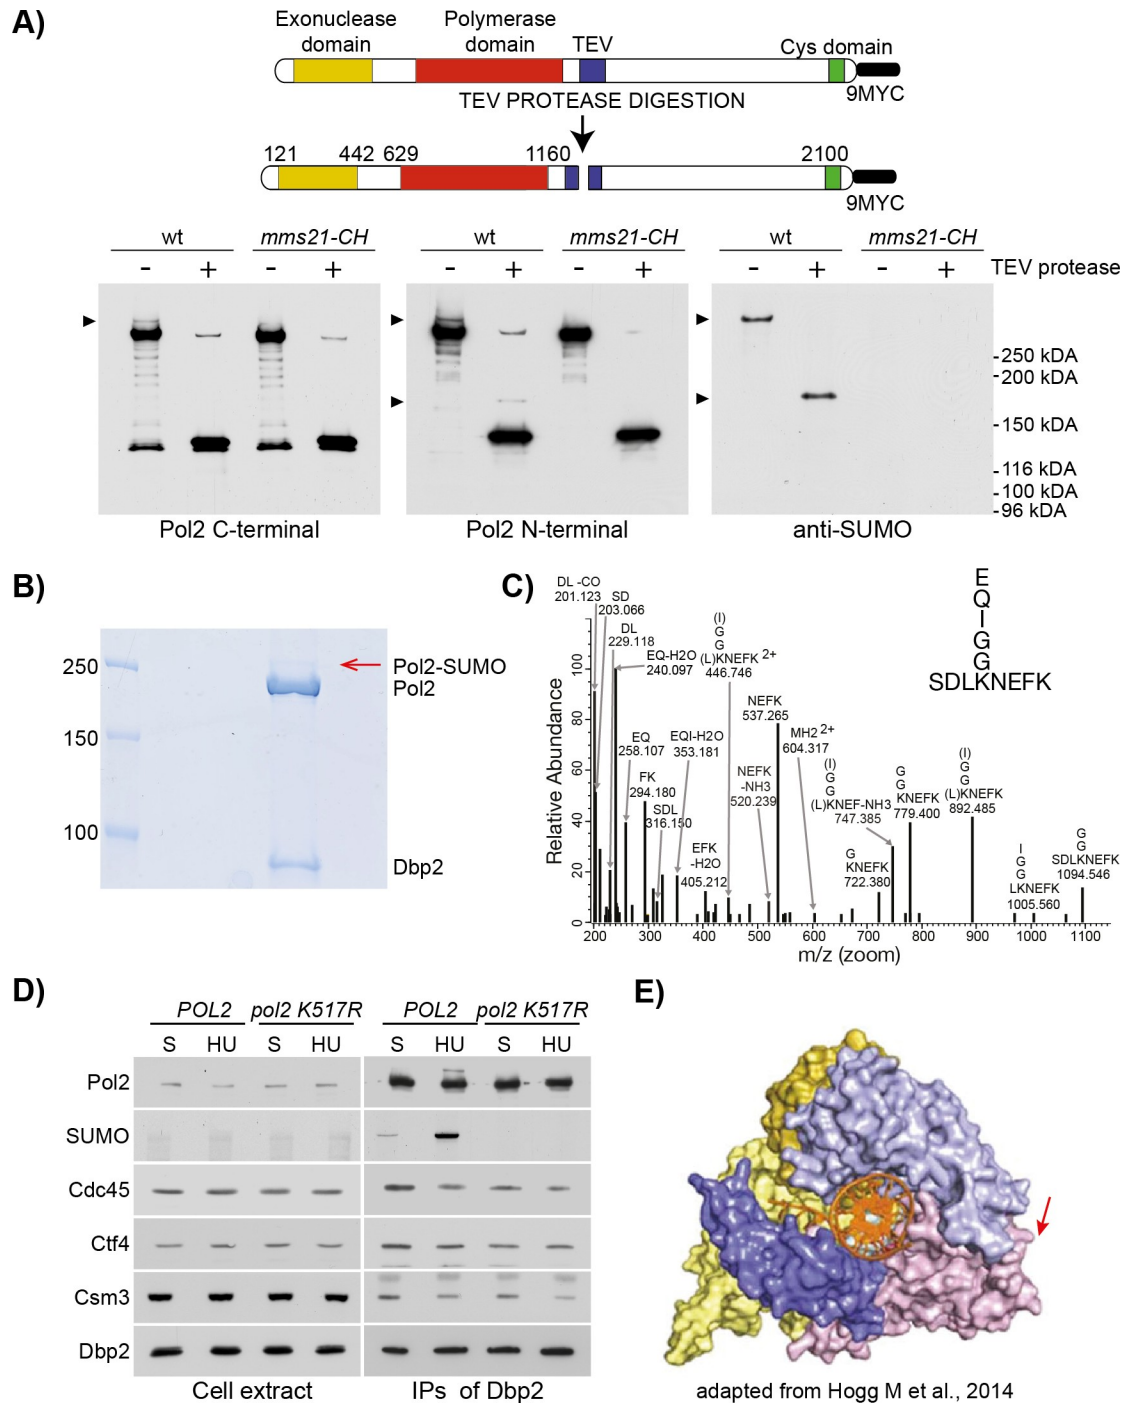 A)
Exonuclease
domain
Polymerase
domain
TEV
Cys domain
9MYC
TEV PROTEASE DIGESTION
121 442 629 1160 2100
9MYC
wt mms21-CH wt mms21-CH wt mms21-CH
- + - + - + - + - + - + TEV protease
-250 kDA
-200 kDA
-150 kDA
-116 kDA
-100 kDA
-96 kDA
Pol2 C-terminal Pol2 N-terminal anti-SUMO
B)
250
150
100
Pol2-SUMO
Pol2
Dbp2
C)
E
Q
I
G
G
SDLKNEFK
DL -CO
201.123
SD
203.066
DL
229.118
EQ-H2O
240.097
(I)
G
G
(L)KNEFK 2+
446.746
EQ
258.107
EQI-H2O
353.181
FK
294.180
SDL
316.150
EFK
-H2O
405.212
NEFK
537.265
NEFK
-NH3
520.239
MH2 2+
604.317
(I)
G
G
(L)KNEF-NH3
747.385
G
KNEFK
722.380
G
G
KNEFK
779.400
(I)
G
G
(L)KNEFK
892.485
I
G
G
LKNEFK
1005.560
G
G
SDLKNEFK
1094.546
Relative Abundance
0 20 40 60 80 100
200 300 400 500 600 700 800 900 1000 1100
m/z (zoom)
D)
POL2 pol2 K517R POL2 pol2 K517R
S HU S HU S HU S HU
Pol2
SUMO
Cdc45
Ctf4
Csm3
Dbp2
Cell extract IPs of Dbp2
E)
adapted from Hogg M et al., 2014